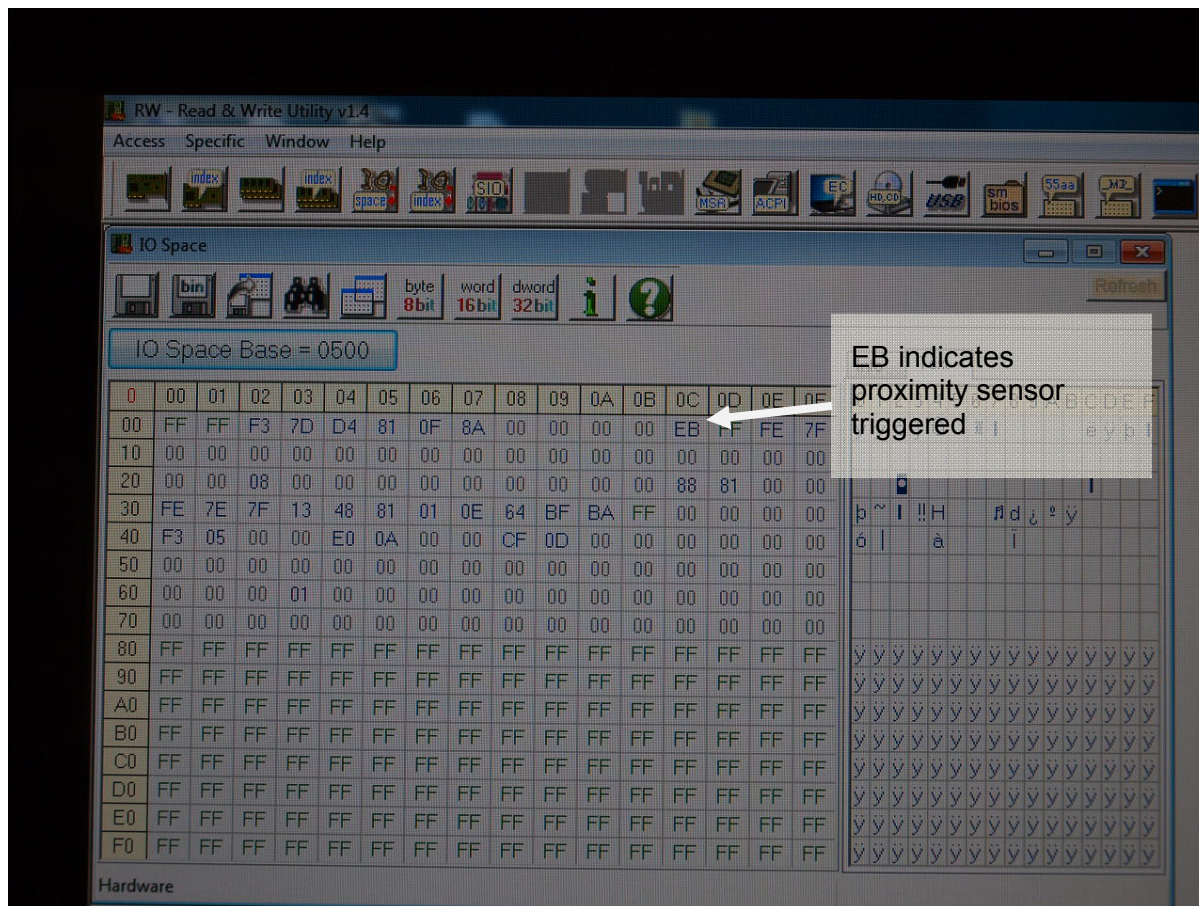 RW - Read & Write Utility v1.4
Access Specific Window Help
index index IO space IO index SIO MSR ACPI EC HD,CD USB sm bios 55aa
IO Space
bin byte 8bit word 16bit dword 32bit i ? Refresh
IO Space Base = 0500
EB indicates
proximity sensor
triggered
0 00 01 02 03 04 05 06 07 08 09 0A 0B 0C 0D 0E 0F
00 FF FF F3 7D D4 81 0F 8A 00 00 00 00 EB FF FE 7F
10 00 00 00 00 00 00 00 00 00 00 00 00 00 00 00 00
20 00 00 08 00 00 00 00 00 00 00 00 00 88 81 00 00
30 FE 7E 7F 13 48 81 01 0E 64 BF BA FF 00 00 00 00 þ ~ !! H d ¿ º ÿ
40 F3 05 00 00 E0 0A 00 00 CF 0D 00 00 00 00 00 00 ó | à Ï
50 00 00 00 00 00 00 00 00 00 00 00 00 00 00 00 00
60 00 00 00 01 00 00 00 00 00 00 00 00 00 00 00 00
70 00 00 00 00 00 00 00 00 00 00 00 00 00 00 00 00
80 FF FF FF FF FF FF FF FF FF FF FF FF FF FF FF FF ÿ ÿ ÿ ÿ ÿ ÿ ÿ ÿ ÿ ÿ ÿ ÿ ÿ ÿ ÿ ÿ
90 FF FF FF FF FF FF FF FF FF FF FF FF FF FF FF FF ÿ ÿ ÿ ÿ ÿ ÿ ÿ ÿ ÿ ÿ ÿ ÿ ÿ ÿ ÿ ÿ
A0 FF FF FF FF FF FF FF FF FF FF FF FF FF FF FF FF ÿ ÿ ÿ ÿ ÿ ÿ ÿ ÿ ÿ ÿ ÿ ÿ ÿ ÿ ÿ ÿ
B0 FF FF FF FF FF FF FF FF FF FF FF FF FF FF FF FF ÿ ÿ ÿ ÿ ÿ ÿ ÿ ÿ ÿ ÿ ÿ ÿ ÿ ÿ ÿ ÿ
C0 FF FF FF FF FF FF FF FF FF FF FF FF FF FF FF FF ÿ ÿ ÿ ÿ ÿ ÿ ÿ ÿ ÿ ÿ ÿ ÿ ÿ ÿ ÿ ÿ
D0 FF FF FF FF FF FF FF FF FF FF FF FF FF FF FF FF ÿ ÿ ÿ ÿ ÿ ÿ ÿ ÿ ÿ ÿ ÿ ÿ ÿ ÿ ÿ ÿ
E0 FF FF FF FF FF FF FF FF FF FF FF FF FF FF FF FF ÿ ÿ ÿ ÿ ÿ ÿ ÿ ÿ ÿ ÿ ÿ ÿ ÿ ÿ ÿ ÿ
F0 FF FF FF FF FF FF FF FF FF FF FF FF FF FF FF FF ÿ ÿ ÿ ÿ ÿ ÿ ÿ ÿ ÿ ÿ ÿ ÿ ÿ ÿ ÿ ÿ
Hardware